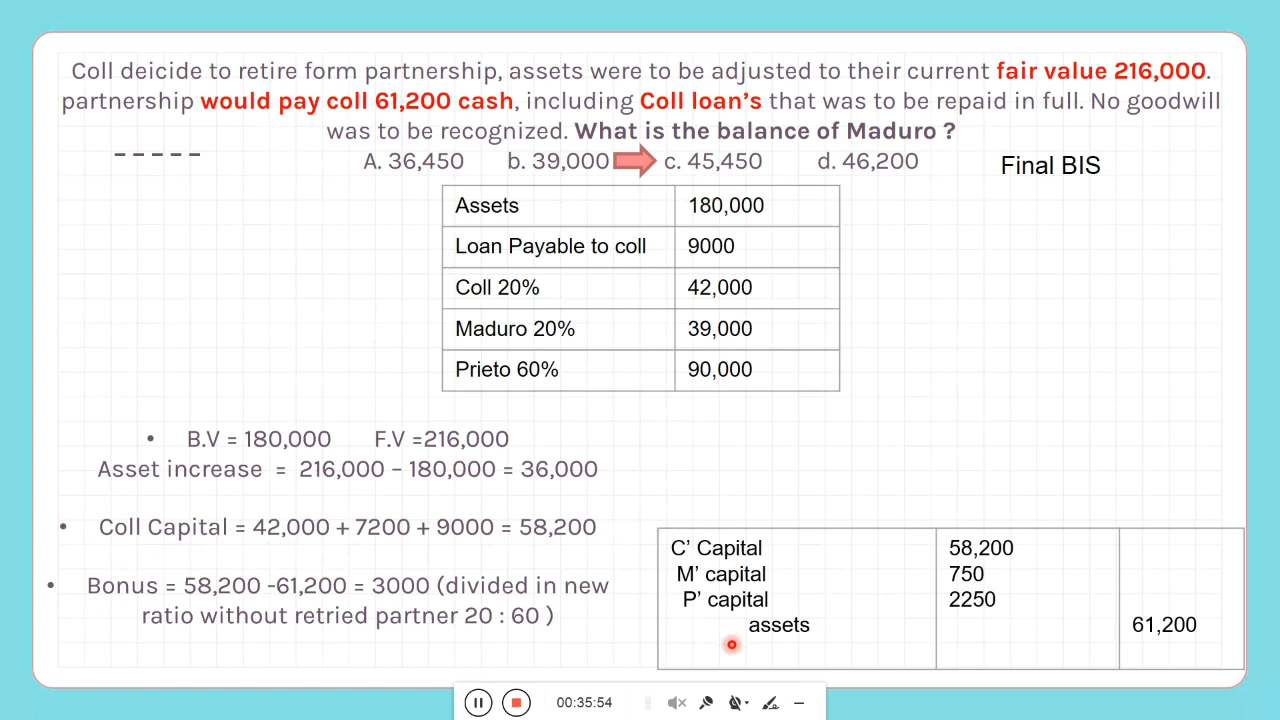 Coll deicide to retire form partnership, assets were to be adjusted to their current fair value 216,000.
partnership would pay coll 61,200 cash, including Coll loan's that was to be repaid in full. No goodwill
was to be recognized. What is the balance of Maduro ?
– – – – –
A. 36,450 b. 39,000 c. 45,450 d. 46,200
Final BIS
Assets 180,000
Loan Payable to coll 9000
Coll 20% 42,000
Maduro 20% 39,000
Prieto 60% 90,000
• B.V = 180,000 F.V =216,000
Asset increase = 216,000 – 180,000 = 36,000
• Coll Capital = 42,000 + 7200 + 9000 = 58,200
• Bonus = 58,200 -61,200 = 3000 (divided in new
ratio without retried partner 20 : 60 )
C' Capital 58,200
M' capital 750
P' capital 2250
assets 61,200
00:35:54